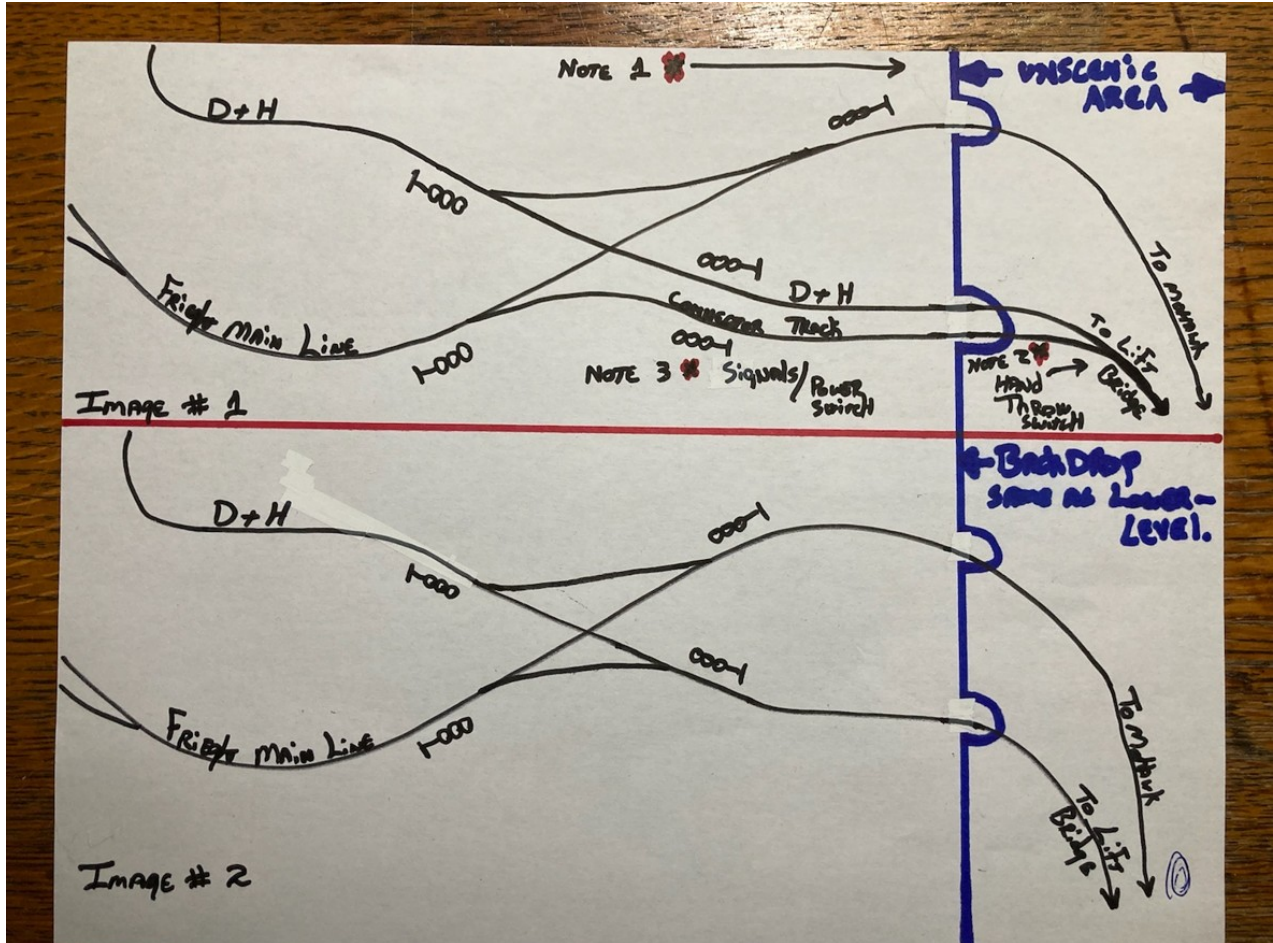 NOTE 1
UNSCENIC
AREA
D+H
D+H
CONNECTOR TRACK
FRIEGHT MAIN LINE
TO MOHAWK
TO LIFT
BRIDGE
NOTE 2
HAND
THROW
SWITCH
NOTE 3 SIGNALS/
POWER
SWITCH
IMAGE # 1
BACKDROP
SAME AS LOWER-
LEVEL.
D+H
FRIEGHT MAIN LINE
TO MOHAWK
TO LIFT
BRIDGE
IMAGE # 2